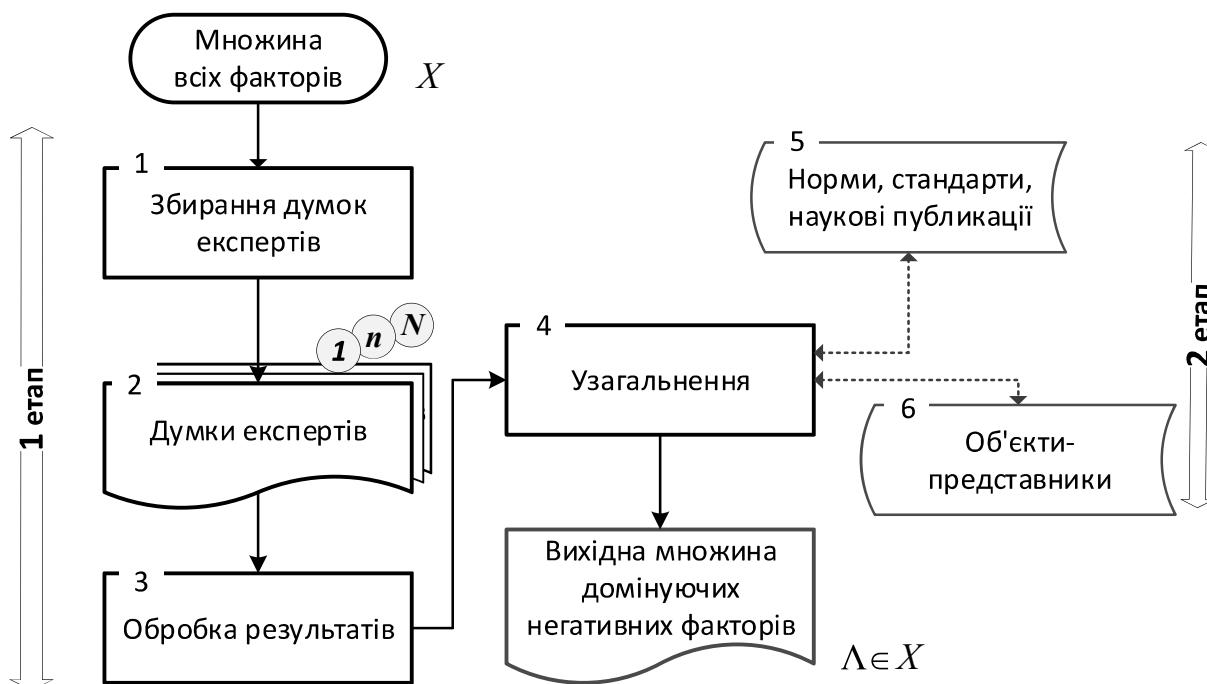 Множина
всіх факторів
X
1
Збирання думок
експертів
1 n N
2
Думки експертів
3
Обробка результатів
1 етап
4
Узагальнення
5
Норми, стандарти,
наукові публикації
6
Об'єкти-
представники
2 етап
Вихідна множина
домінуючих
негативних факторів
Λ∈X